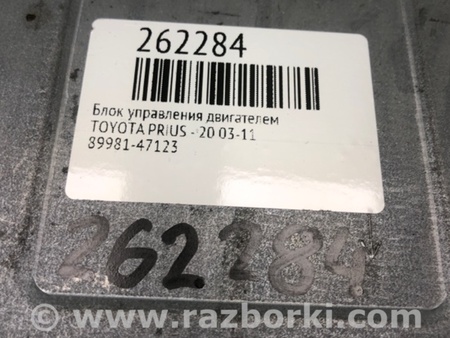 262284
Блок управления двигателем
TOYOTA PRIUS - 20 03-11
89981-47123
262284
© www.razborki.com